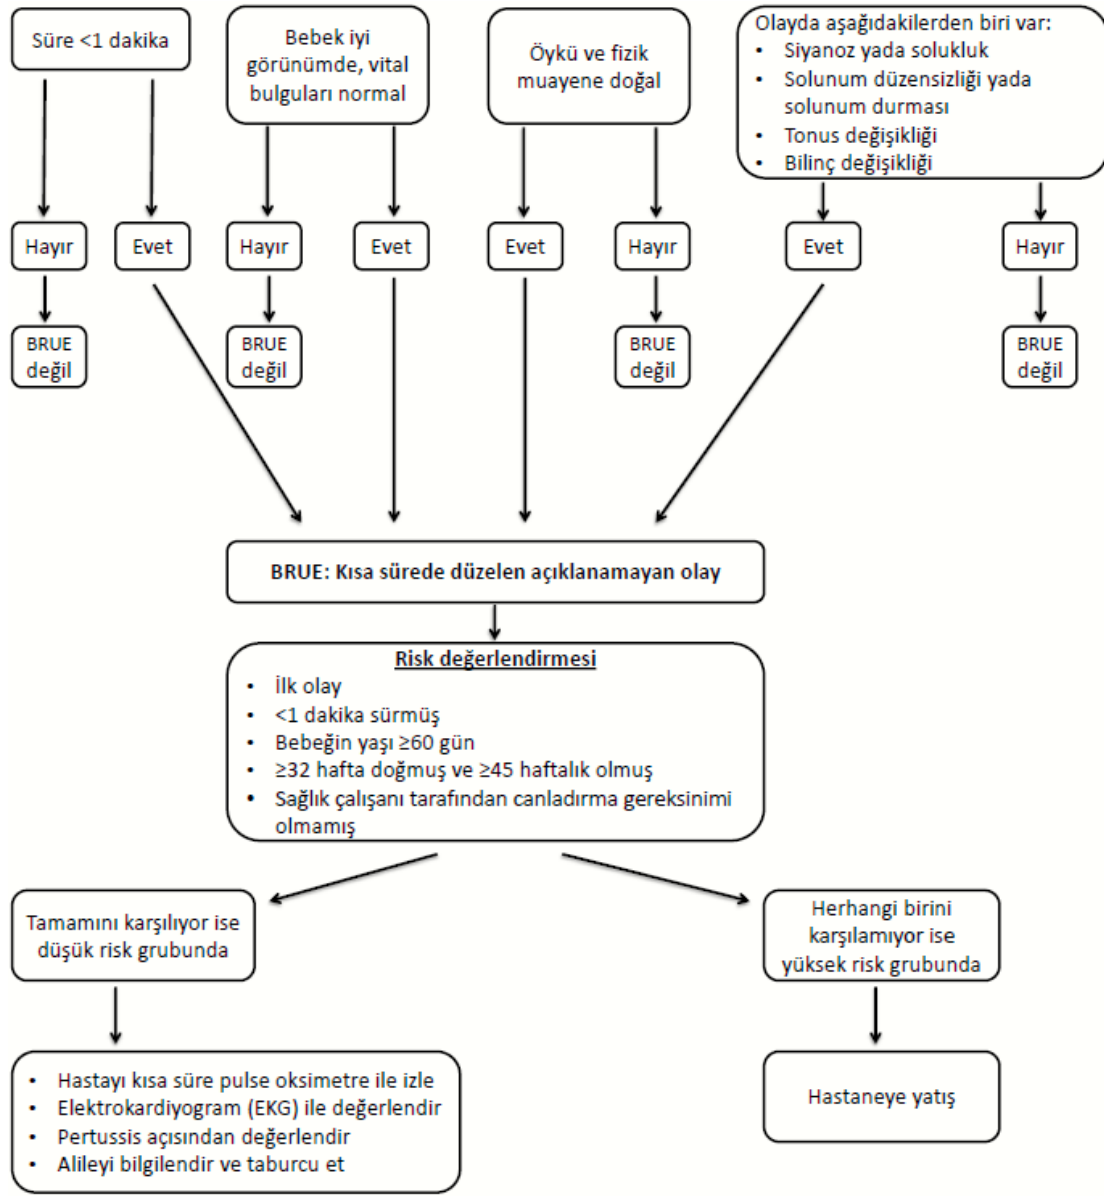 Süre <1 dakika
Bebek iyi
görünümde, vital
bulguları normal
Öykü ve fizik
muayene doğal
Olayda aşağıdakilerden biri var:
• Siyanoz yada solukluk
• Solunum düzensizliği yada
solunum durması
• Tonus değişikliği
• Bilinç değişikliği
Hayır
Evet
Hayır
Evet
Evet
Hayır
Evet
Hayır
BRUE
değil
BRUE
değil
BRUE
değil
BRUE
değil
BRUE: Kısa sürede düzelen açıklanamayan olay
Risk değerlendirmesi
• İlk olay
• <1 dakika sürmüş
• Bebeğin yaşı ≥60 gün
• ≥32 hafta doğmuş ve ≥45 haftalık olmuş
• Sağlık çalışanı tarafından canladırma gereksinimi
olmamış
Tamamını karşılıyor ise
düşük risk grubunda
Herhangi birini
karşılamıyor ise
yüksek risk grubunda
• Hastayı kısa süre pulse oksimetre ile izle
• Elektrokardiyogram (EKG) ile değerlendir
• Pertussis açısından değerlendir
• Alileyi bilgilendir ve taburcu et
Hastaneye yatış